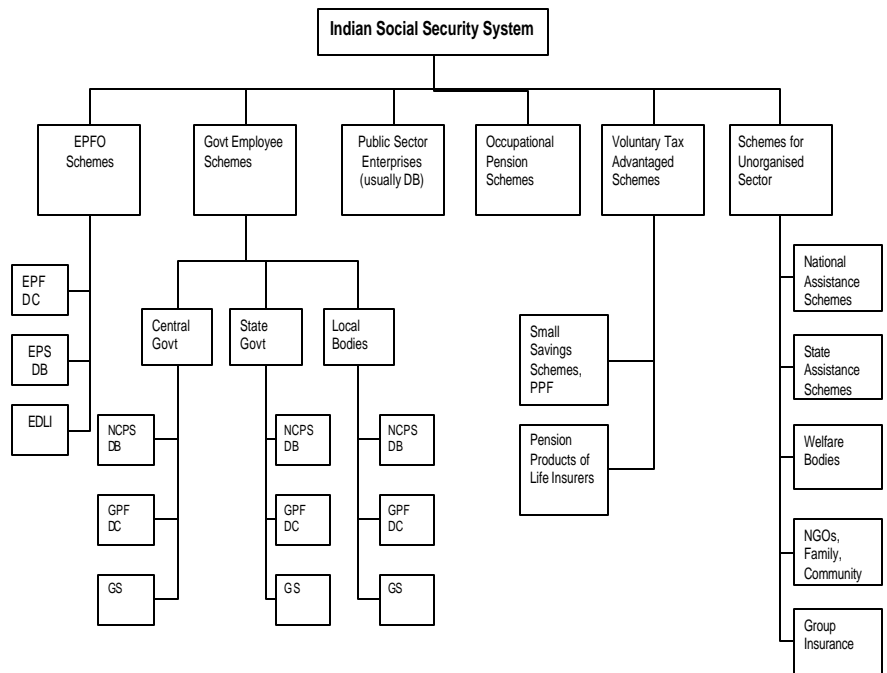 Indian Social Security System
EPFO
Schemes
Govt Employee
Schemes
Public Sector
Enterprises
(usually DB)
Occupational
Pension
Schemes
Voluntary Tax
Advantaged
Schemes
Schemes for
Unorganised
Sector
EPF
DC
EPS
DB
EDLI
Central
Govt
State
Govt
Local
Bodies
NCPS
DB
GPF
DC
GS
NCPS
DB
GPF
DC
GS
NCPS
DB
GPF
DC
GS
Small
Savings
Schemes,
PPF
Pension
Products of
Life Insurers
National
Assistance
Schemes
State
Assistance
Schemes
Welfare
Bodies
NGOs,
Family,
Community
Group
Insurance